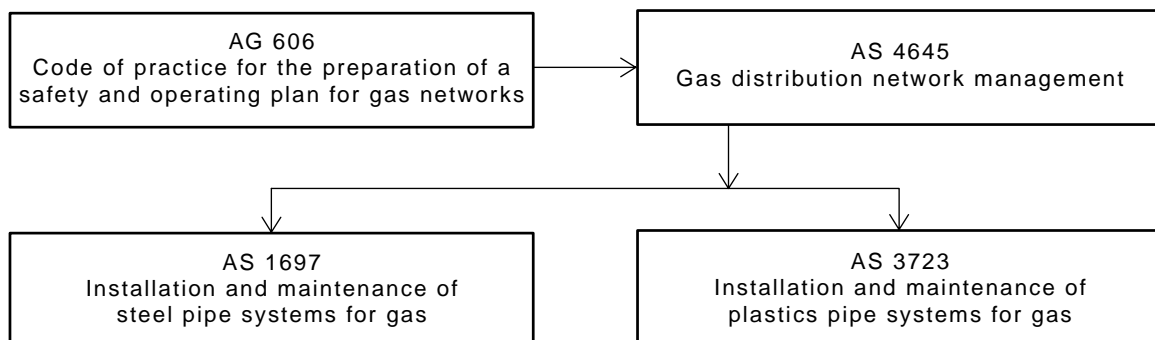 AG 606
Code of practice for the preparation of a
safety and operating plan for gas networks
AS 4645
Gas distribution network management
AS 1697
Installation and maintenance of
steel pipe systems for gas
AS 3723
Installation and maintenance of
plastics pipe systems for gas